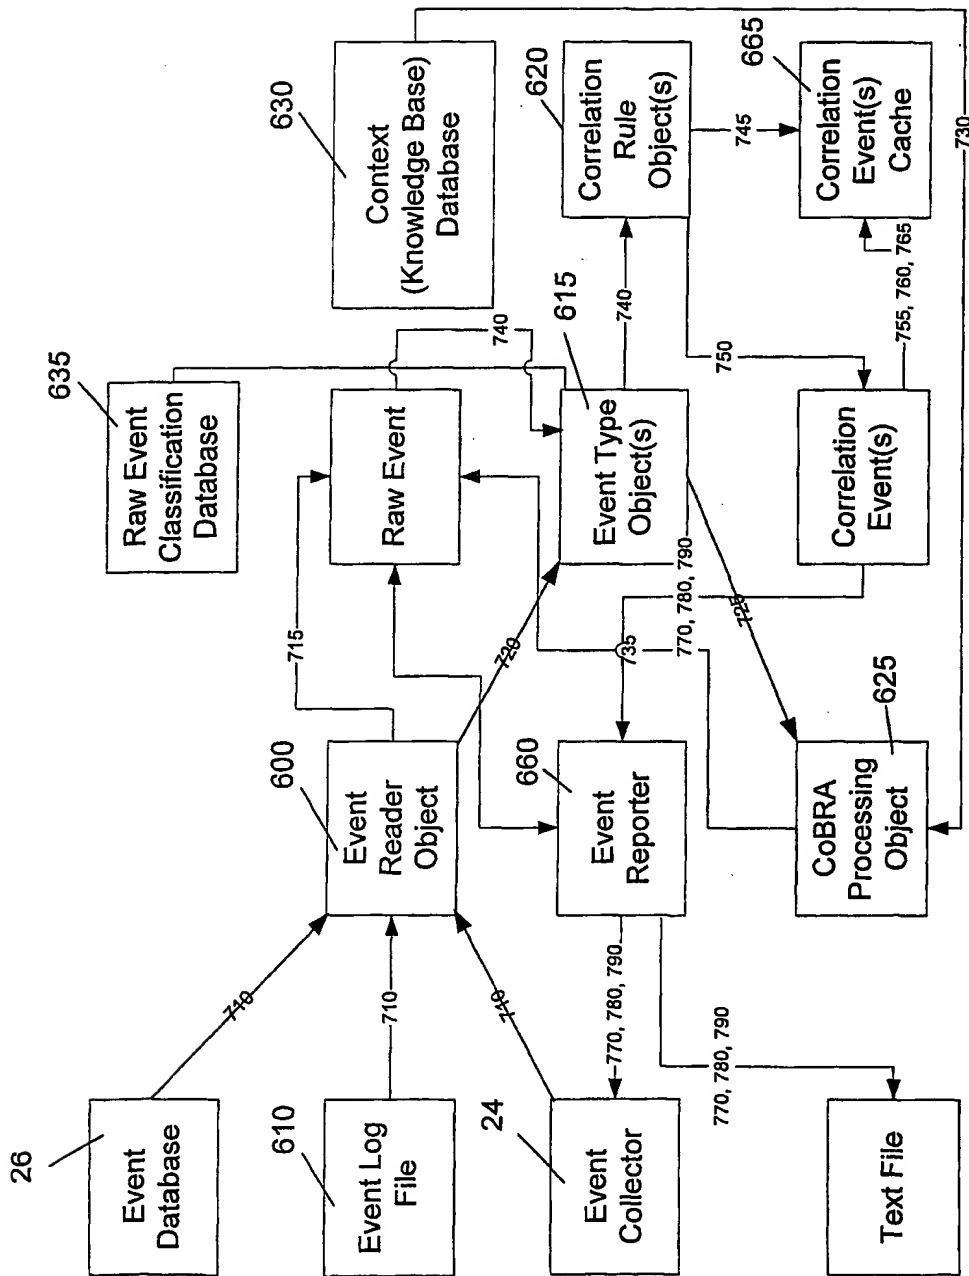 26
Event
Database
610
Event Log
File
24
Event
Collector
Text File
710
710
710
600
Event
Reader
Object
660
Event
Reporter
625
CoBRA
Processing
Object
770, 780, 790
770, 780, 790
715
720
735
770, 780, 790
725
635
Raw Event
Classification
Database
Raw Event
615
Event Type
Object(s)
Correlation
Event(s)
740
740
750
755, 760, 765
630
Context
(Knowledge Base)
Database
620
Correlation
Rule
Object(s)
745
665
Correlation
Event(s)
Cache
730